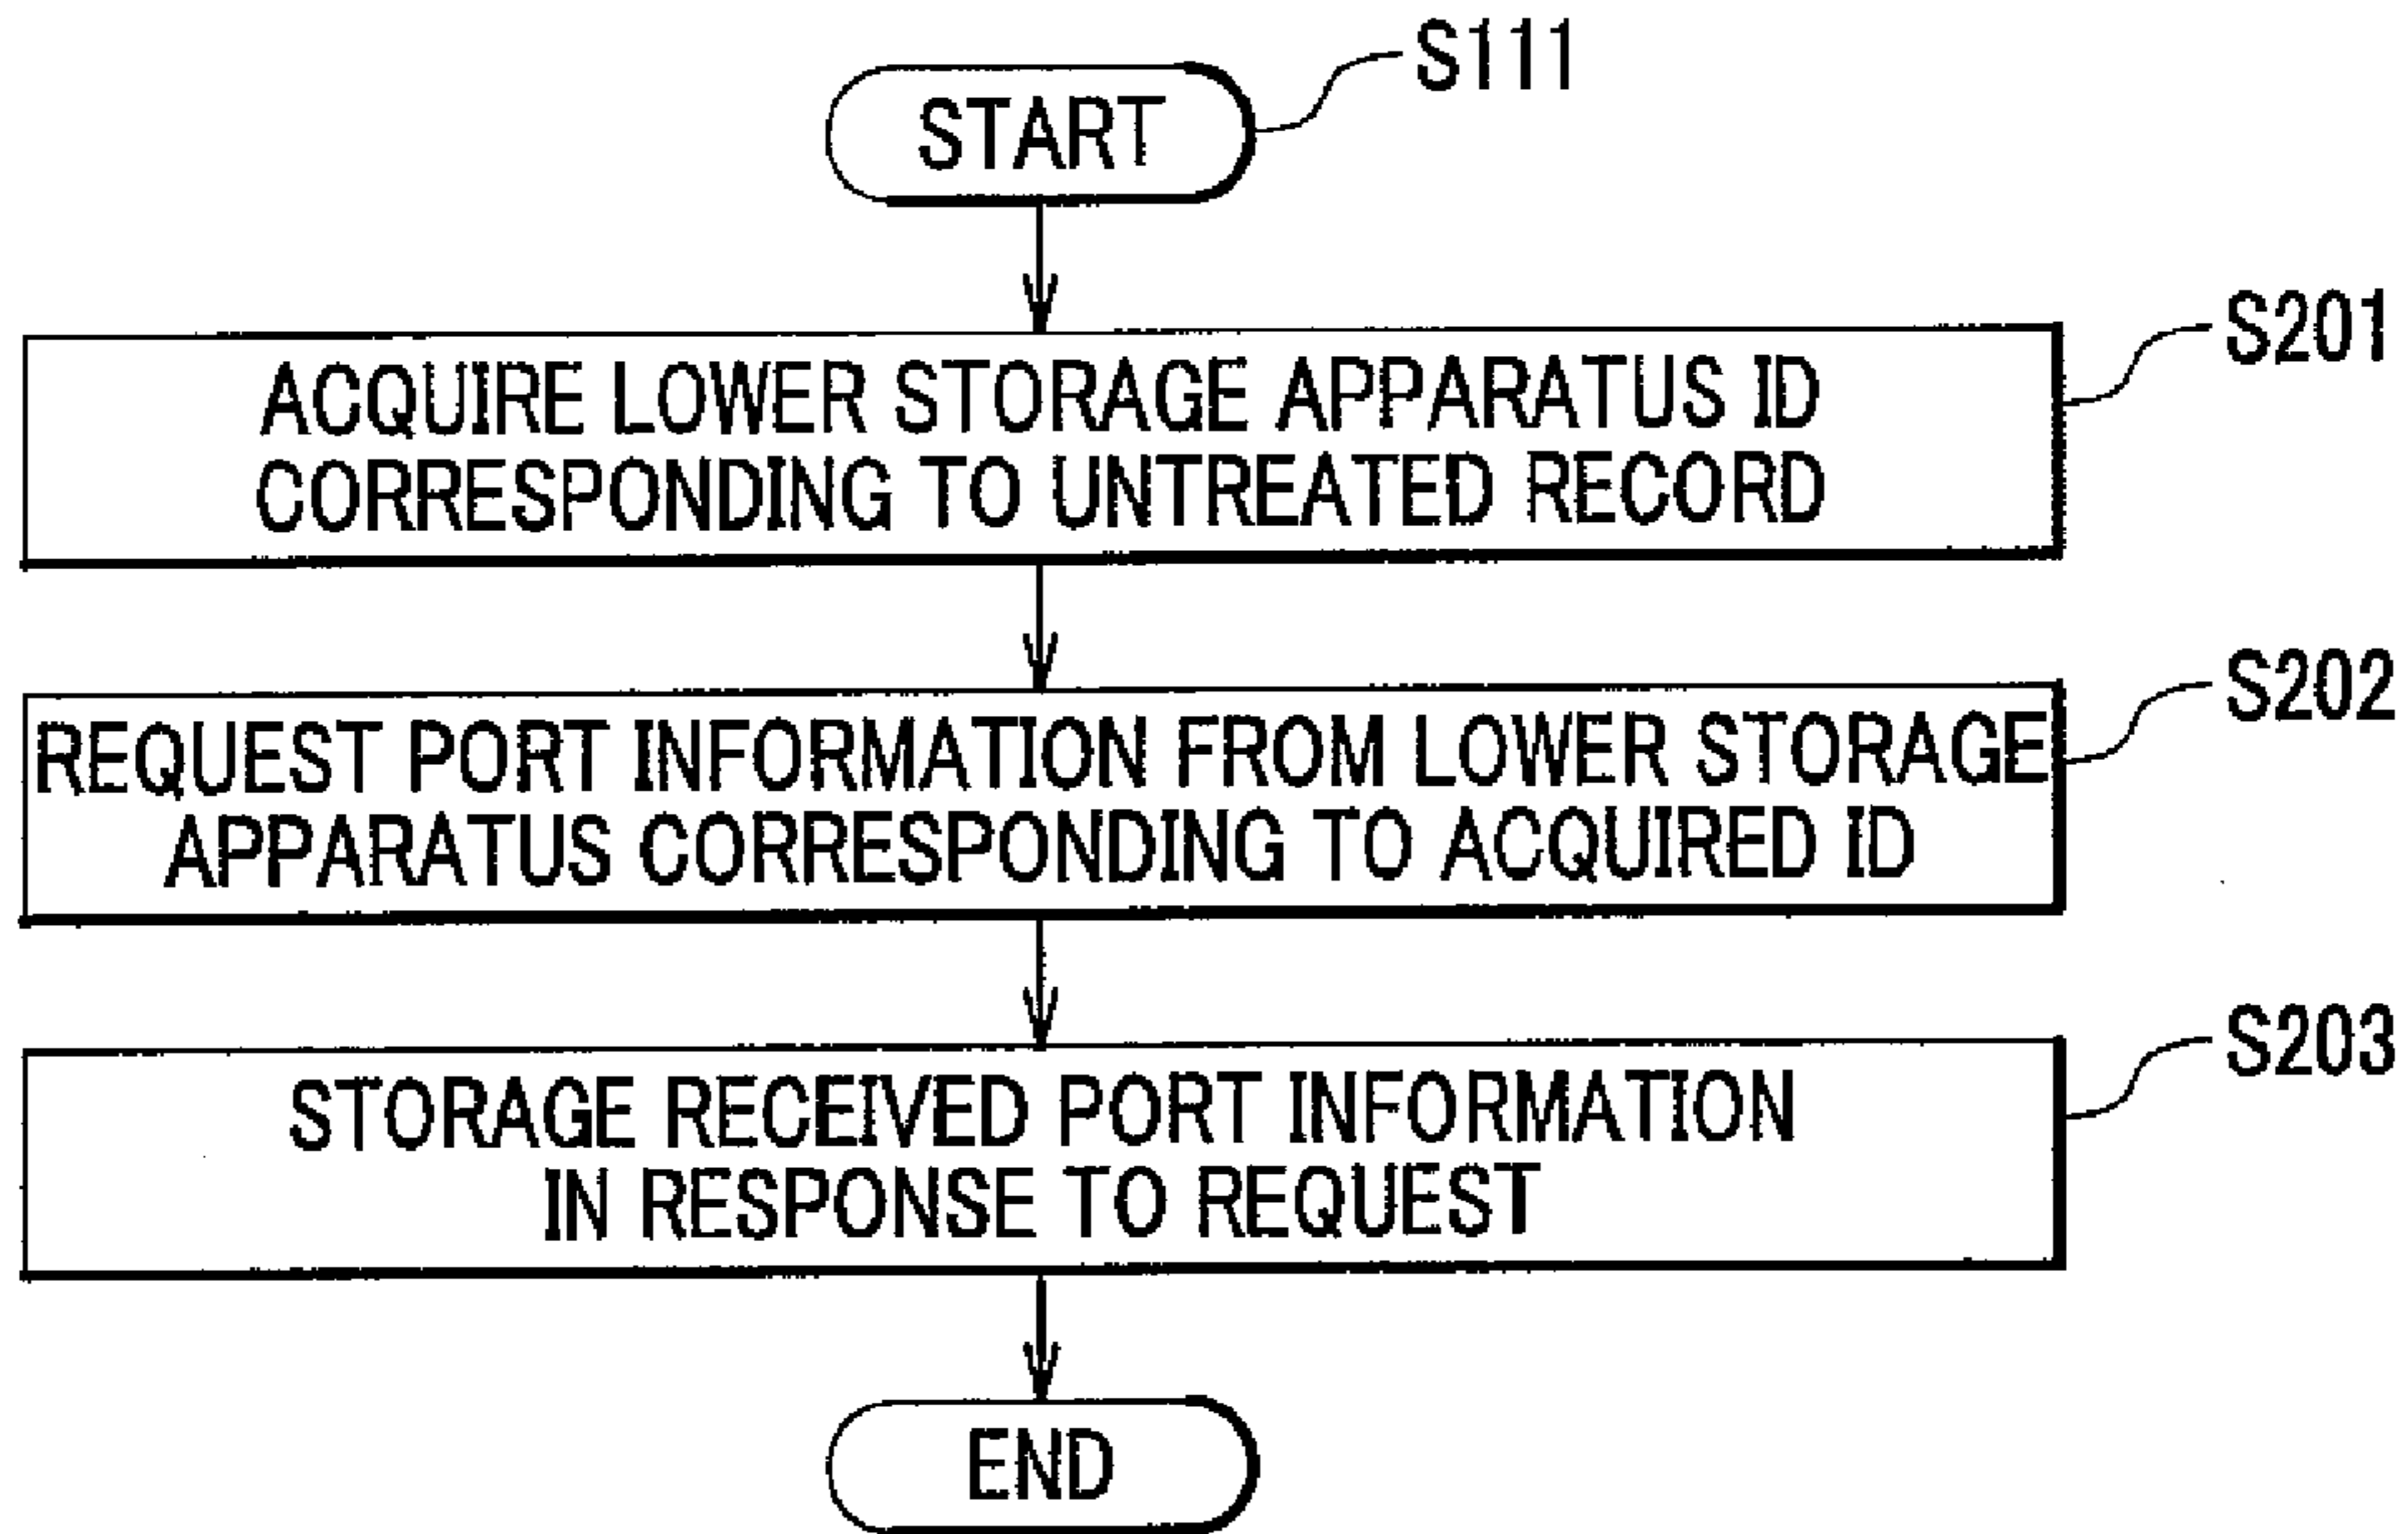 S111
START
S201
ACQUIRE LOWER STORAGE APPARATUS ID
CORRESPONDING TO UNTREATED RECORD
S202
REQUEST PORT INFORMATION FROM LOWER STORAGE
APPARATUS CORRESPONDING TO ACQUIRED ID
S203
STORAGE RECEIVED PORT INFORMATION
IN RESPONSE TO REQUEST
END